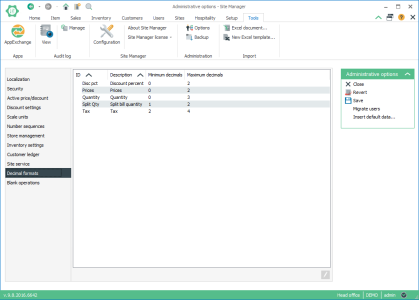 Administrative options - Site Manager
Home Item Sales Inventory Customers Users Sites Hospitality Setup Tools
AppExchange
View
Manage
Configuration
About Site Manager
Site Manager license
Options
Backup
Excel document...
New Excel template...
Apps Audit log Site Manager Administration Import
Localization
Security
Active price/discount
Discount settings
Scale units
Number sequences
Store management
Inventory settings
Customer ledger
Site service
Decimal formats
Blank operations
ID Description Minimum decimals Maximum decimals
Disc pct Discount percent 0 2
Prices Prices 0 2
Quantity Quantity 0 3
Split Qty Split bill quantity 1 2
Tax Tax 2 4
Administrative options
Close
Revert
Save
Migrate users
Insert default data...
Head office DEMO admin